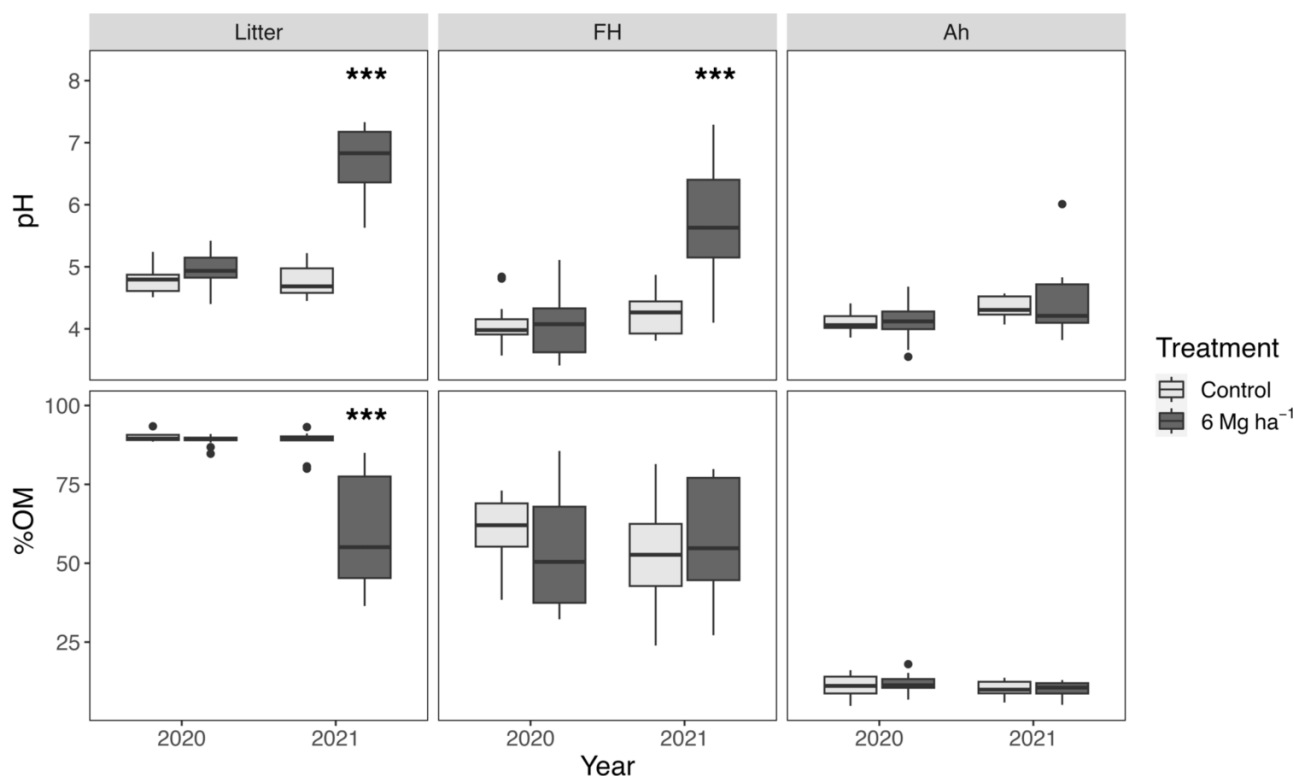 Litter FH Ah
pH
8
7
6
5
4
***
***
%OM
100
75
50
25
***
2020 2021 2020 2021 2020 2021
Year
Treatment
Control
6 Mg ha⁻¹